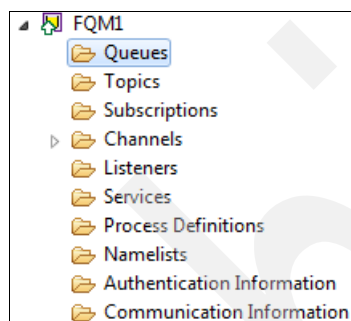 FQM1
Queues
Topics
Subscriptions
Channels
Listeners
Services
Process Definitions
Namelists
Authentication Information
Communication Information